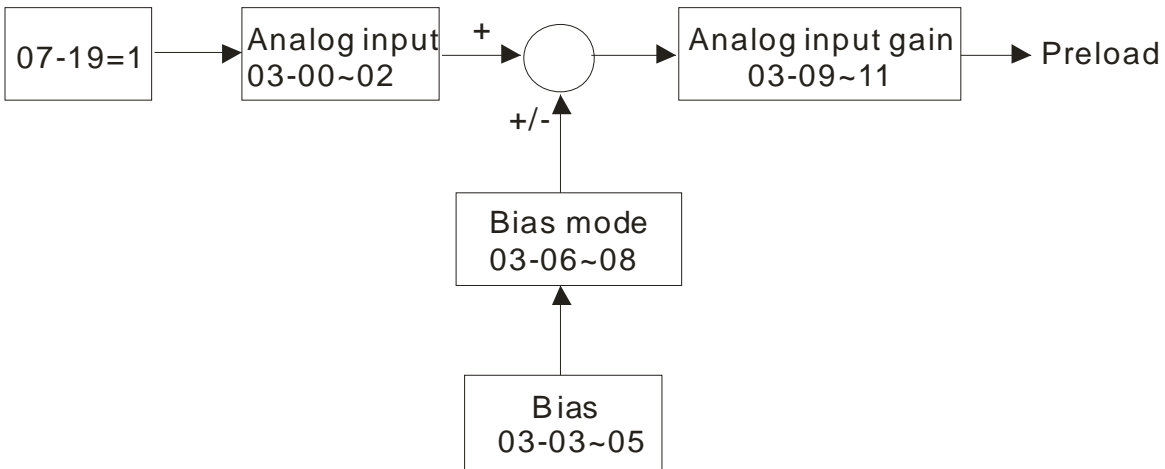 07-19=1
Analog input
03-00~02
+
+/-
Analog input gain
03-09~11
Preload
Bias mode
03-06~08
Bias
03-03~05